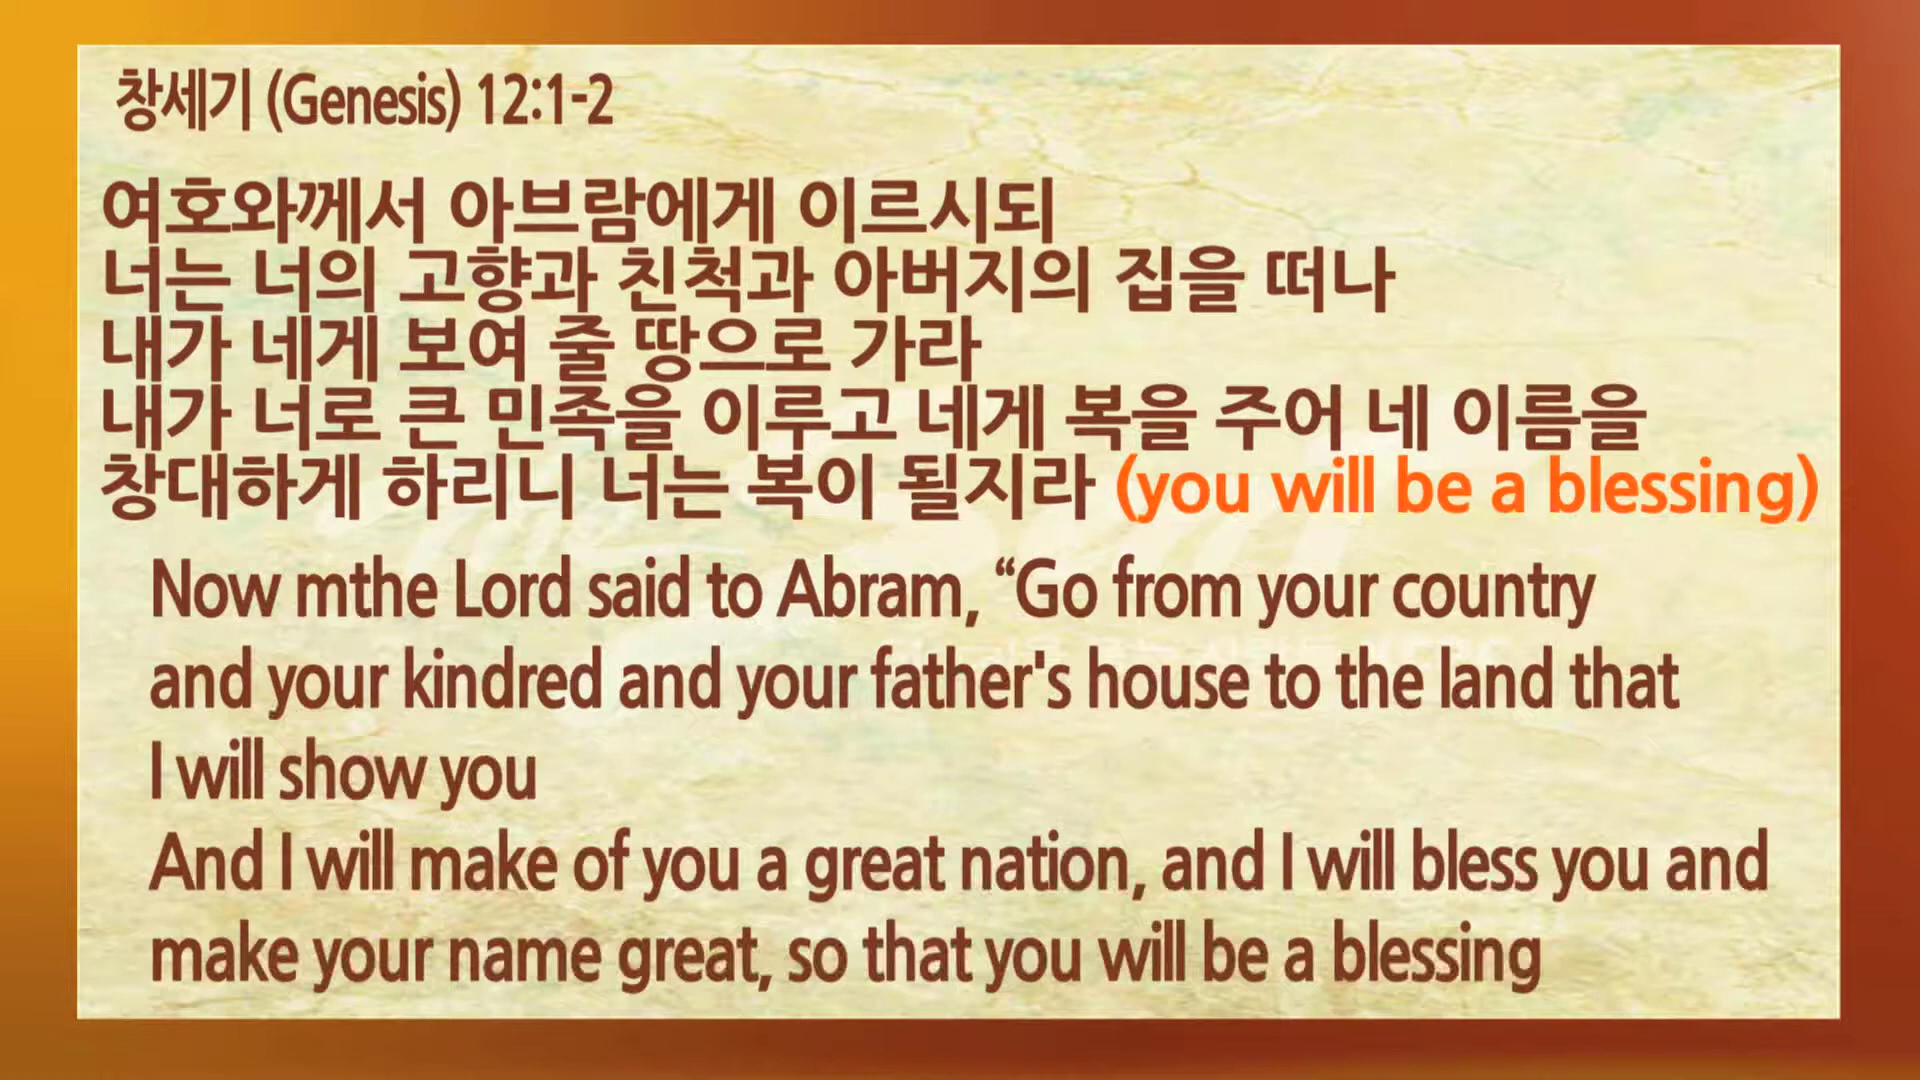 창세기 (Genesis) 12:1-2
여호와께서 아브람에게 이르시되
너는 너의 고향과 친척과 아버지의 집을 떠나
내가 네게 보여 줄 땅으로 가라
내가 너로 큰 민족을 이루고 네게 복을 주어 네 이름을
창대하게 하리니 너는 복이 될지라 (you will be a blessing)
Now mthe Lord said to Abram, “Go from your country
and your kindred and your father's house to the land that
I will show you
And I will make of you a great nation, and I will bless you and
make your name great, so that you will be a blessing